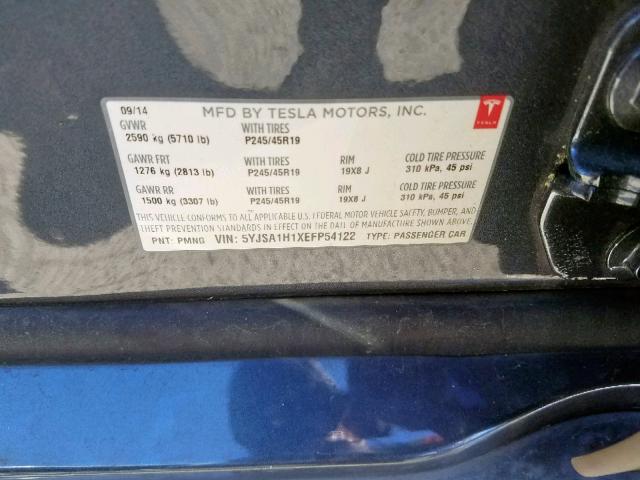 09/14 MFD BY TESLA MOTORS, INC.
GVWR WITH TIRES
2590 kg (5710 lb) P245/45R19
GAWR FRT WITH TIRES RIM COLD TIRE PRESSURE
1276 kg (2813 lb) P245/45R19 19X8 J 310 kPa, 45 psi
GAWR RR WITH TIRES RIM COLD TIRE PRESSURE
1500 kg (3307 lb) P245/45R19 19X8 J 310 kPa, 45 psi
THIS VEHICLE CONFORMS TO ALL APPLICABLE U.S. FEDERAL MOTOR VEHICLE SAFETY, BUMPER, AND
THEFT PREVENTION STANDARDS IN EFFECT ON THE DATE OF MANUFACTURE SHOWN ABOVE.
PNT: PMNG VIN: 5YJSA1H1XEFP54122 TYPE: PASSENGER CAR
TESLA